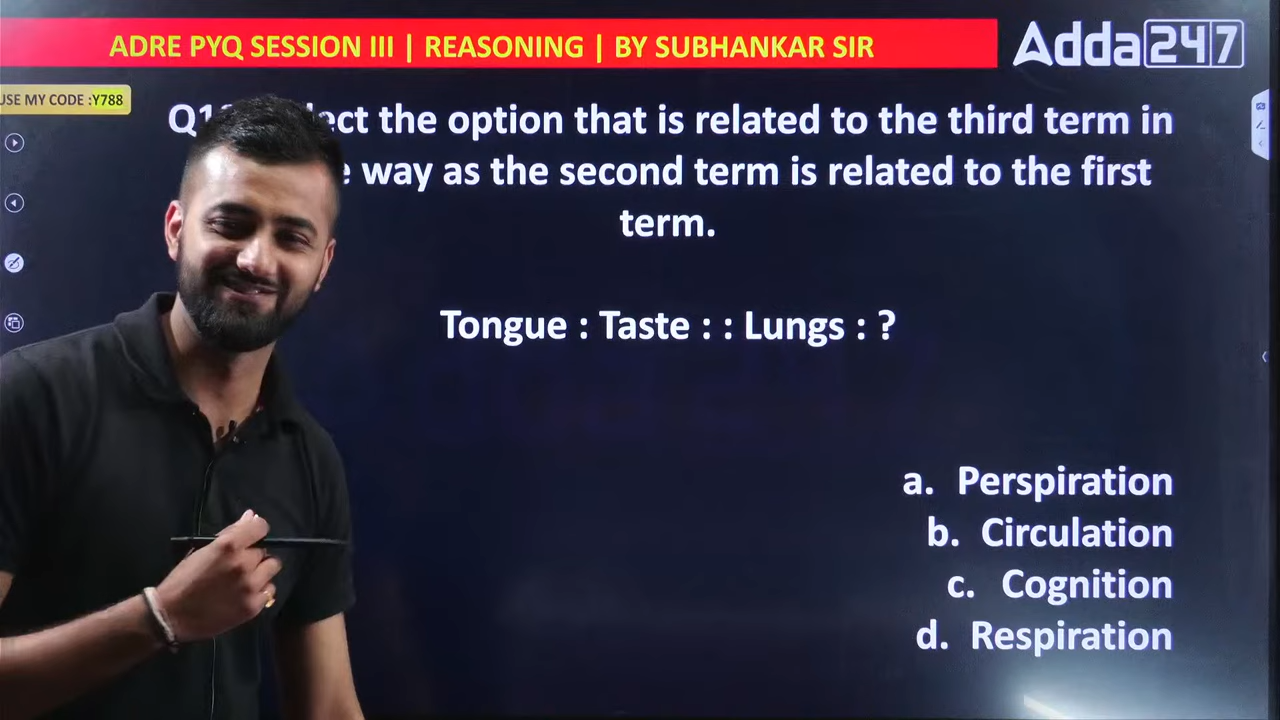 ADRE PYQ SESSION III | REASONING | BY SUBHANKAR SIR
Adda247
USE MY CODE :Y788
the option that is related to the third term in
way as the second term is related to the first
term.
Tongue : Taste : : Lungs : ?
a. Perspiration
b. Circulation
c. Cognition
d. Respiration